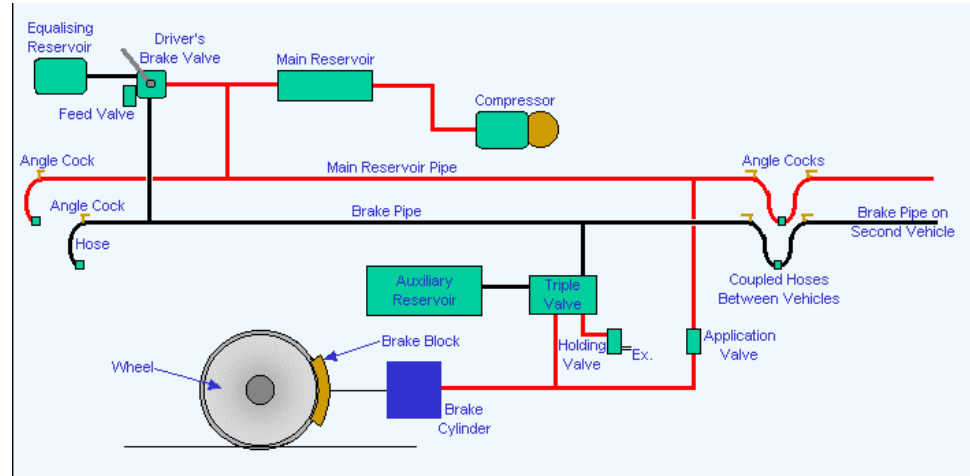 Equalising
Reservoir
Driver's
Brake Valve
Main Reservoir
Compressor
Feed Valve
Angle Cock
Main Reservoir Pipe
Angle Cocks
Angle Cock
Brake Pipe
Brake Pipe on
Second Vehicle
Hose
Auxiliary
Reservoir
Triple
Valve
Coupled Hoses
Between Vehicles
Brake Block
Holding
Valve
Ex.
Application
Valve
Wheel
Brake
Cylinder